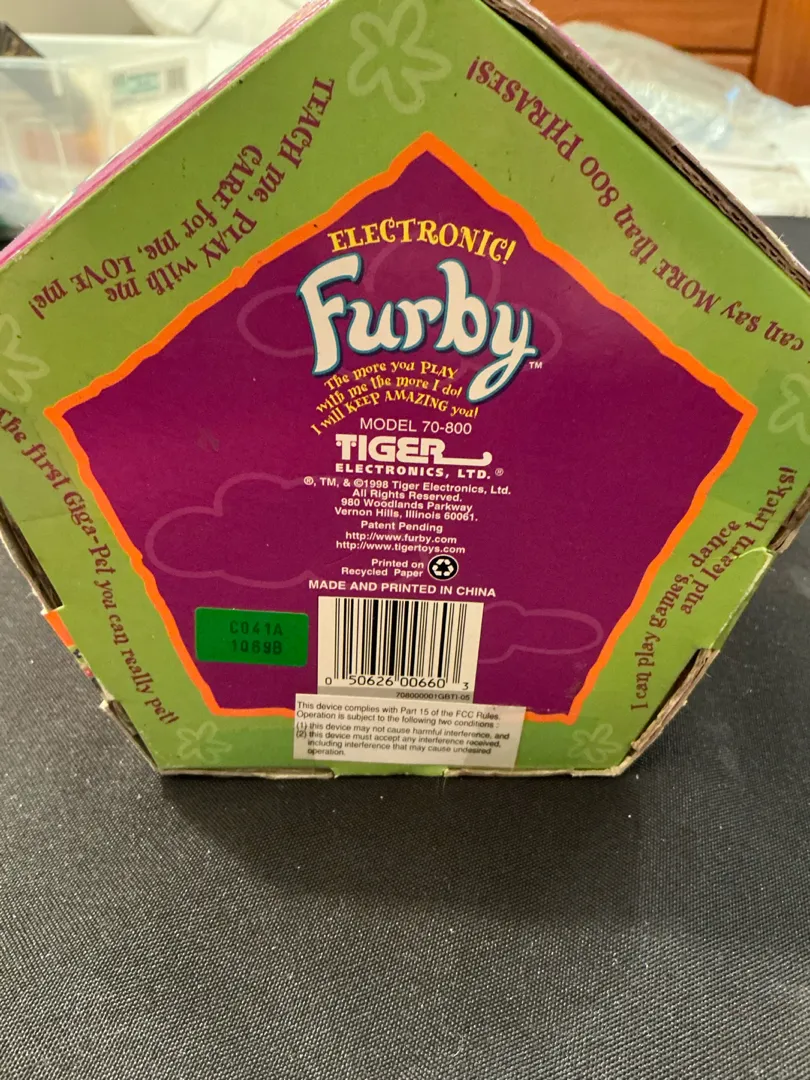 TEACH me, PLAY with me
CARE for me, LOVE me!
can say MORE than 800 PHRASES!
ELECTRONIC!
Furby™
The more you PLAY
with me the more I do!
I will KEEP AMAZING you!
MODEL 70-800
TIGER
ELECTRONICS, LTD.®
®, TM, & ©1998 Tiger Electronics, Ltd.
All Rights Reserved.
980 Woodlands Parkway
Vernon Hills, Illinois 60061.
Patent Pending
http://www.furby.com
http://www.tigertoys.com
Printed on
Recycled Paper
MADE AND PRINTED IN CHINA
The first Giga-Pet you can really pet!
I can play games, dance
and learn tricks!
C041A
1089B
0 50626 00660 3
708000001GBTI-05
This device complies with Part 15 of the FCC Rules.
Operation is subject to the following two conditions :
(1) this device may not cause harmful interference, and
(2) this device must accept any interference received,
including interference that may cause undesired
operation.